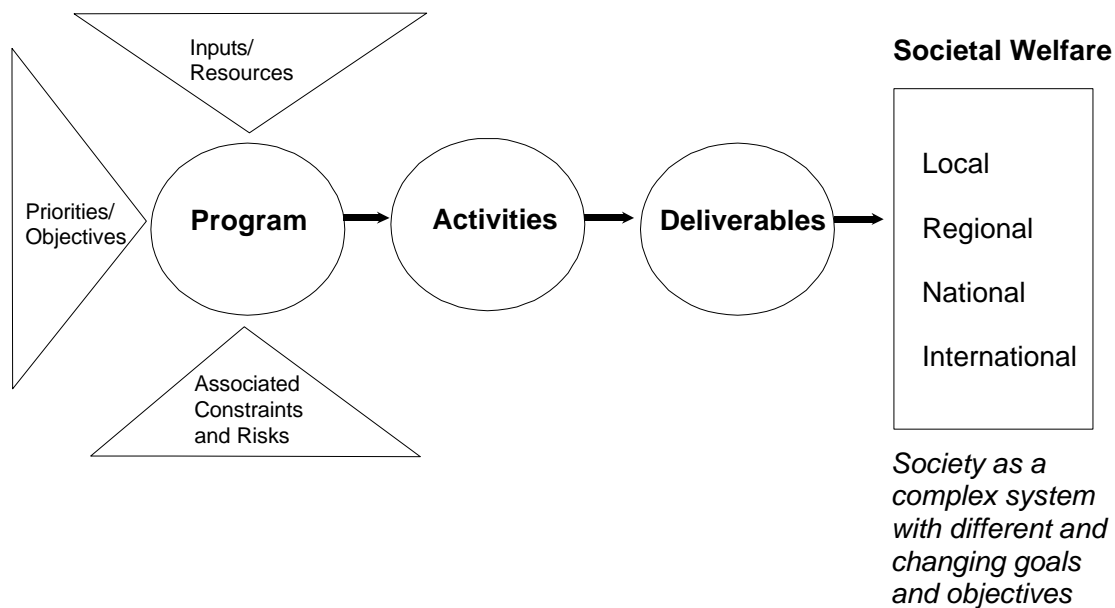 Inputs/
Resources
Societal Welfare
Priorities/
Objectives
Program
Activities
Deliverables
Local
Regional
National
International
Associated
Constraints
and Risks
Society as a
complex system
with different and
changing goals
and objectives